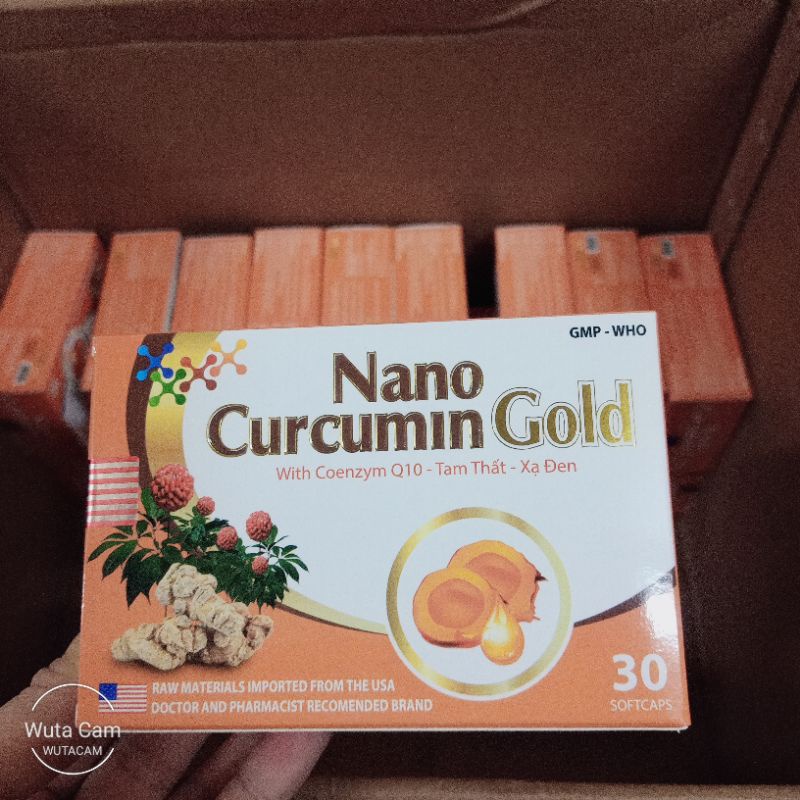 GMP - WHO
Nano
Curcumin Gold
With Coenzym Q10 - Tam Thất - Xạ Đen
30
SOFTCAPS
RAW MATERIALS IMPORTED FROM THE USA
DOCTOR AND PHARMACIST RECOMENDED BRAND
Wuta Cam
WUTACAM